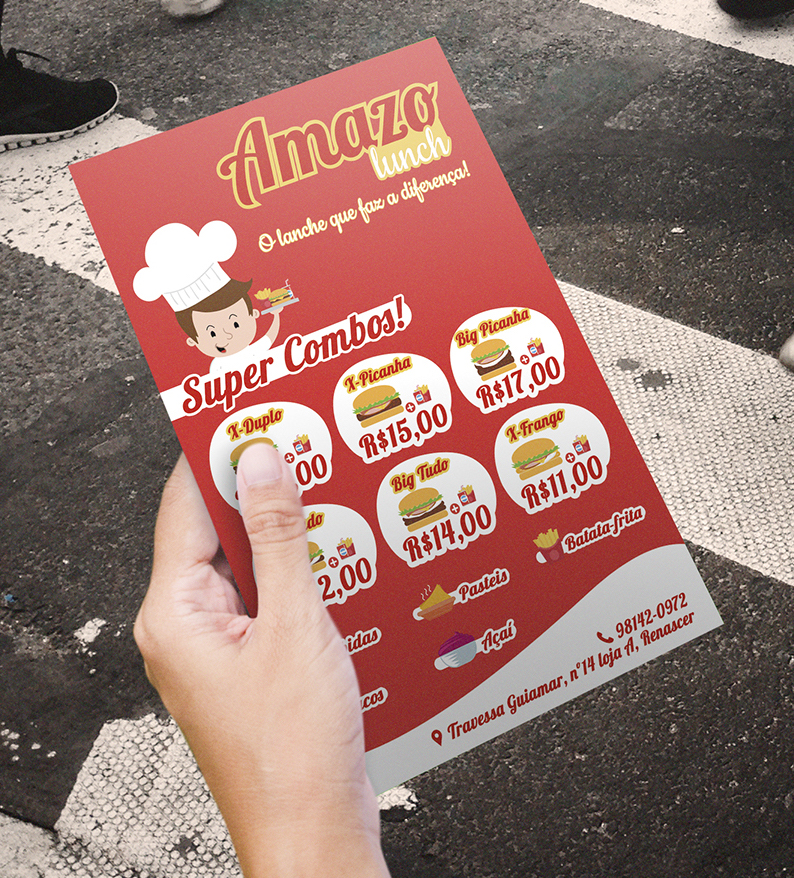 Amazo
lunch
O lanche que faz a diferença!
Super Combos!
X-Duplo
X-Picanha
R$15,00
Big Picanha
R$17,00
Big Tudo
R$14,00
X-Frango
R$11,00
Pasteis
Batata-frita
Açaí
98142-0972
Travessa Guiamar, nº14 loja A, Renascer